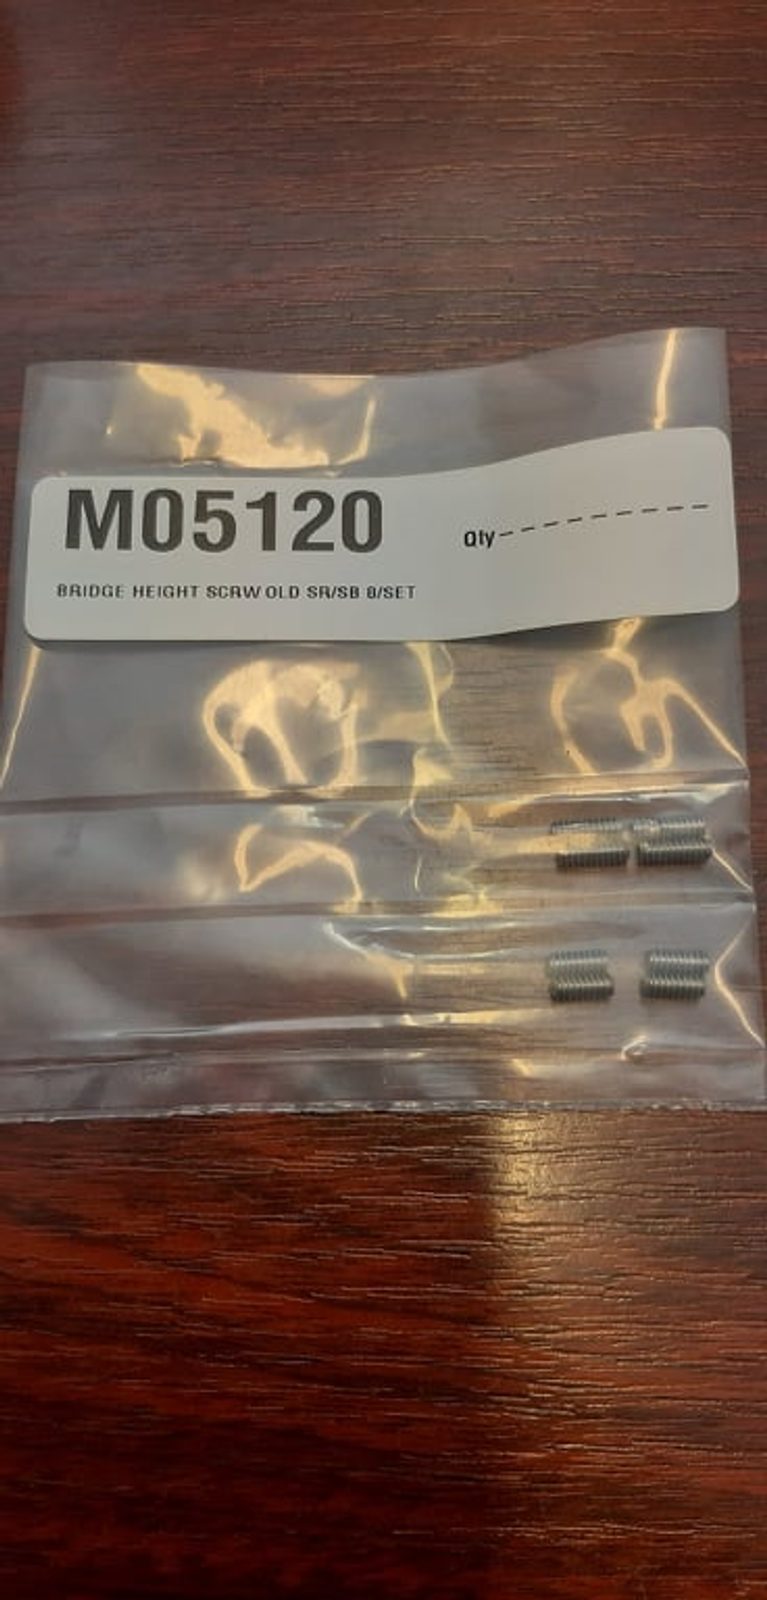 M05120
Qty
BRIDGE HEIGHT SCRW OLD SR/SB 8/SET